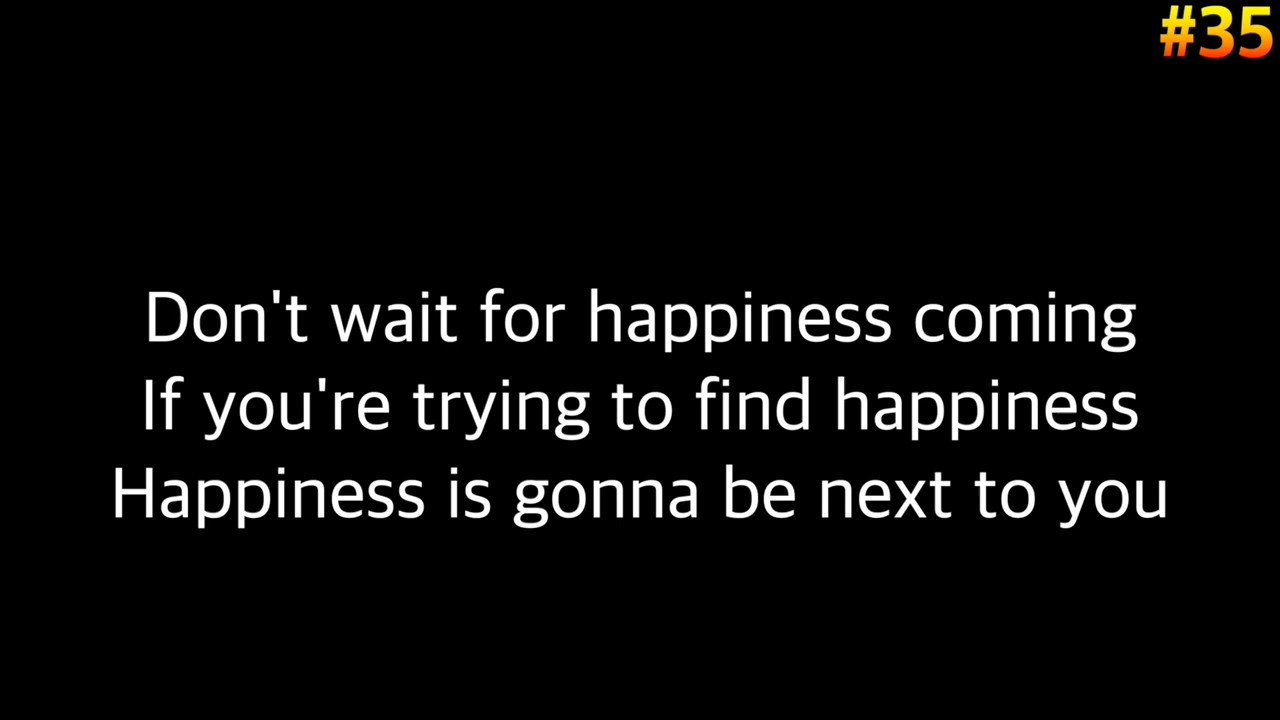 #35
Don't wait for happiness coming
If you're trying to find happiness
Happiness is gonna be next to you